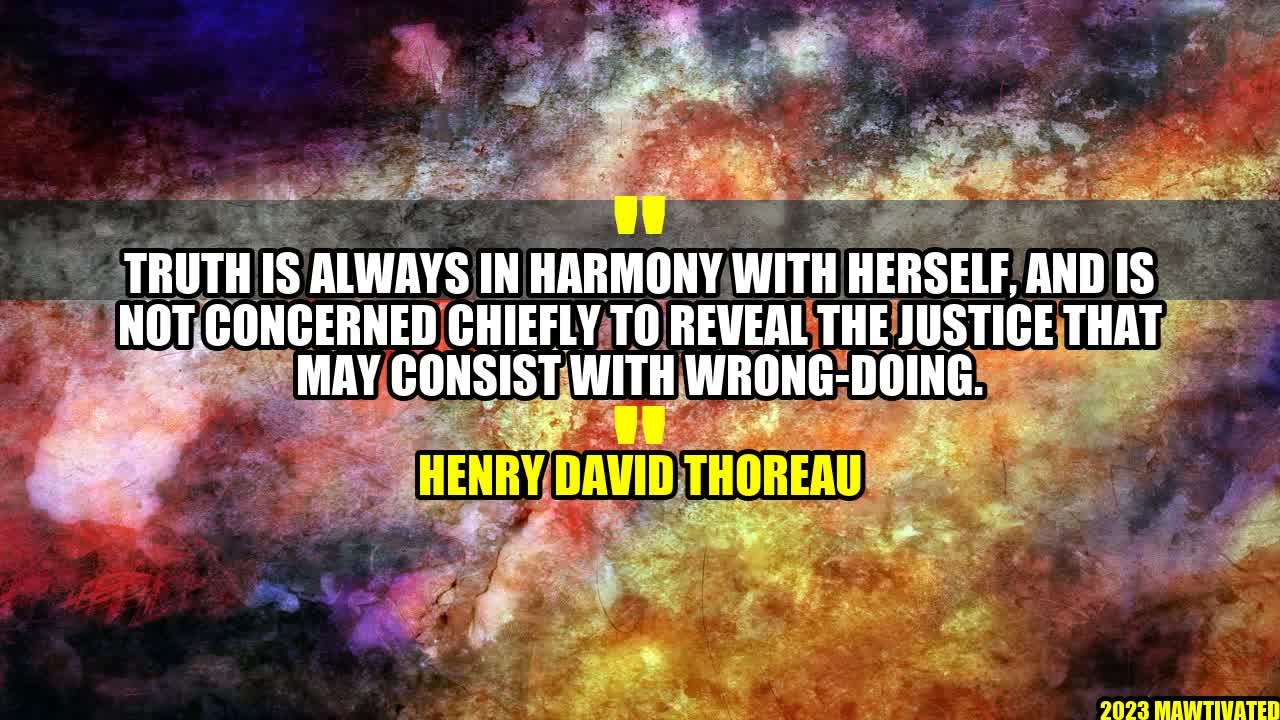 "
TRUTH IS ALWAYS IN HARMONY WITH HERSELF, AND IS
NOT CONCERNED CHIEFLY TO REVEAL THE JUSTICE THAT
MAY CONSIST WITH WRONG-DOING.
"
HENRY DAVID THOREAU
2023 MAWTIVATED